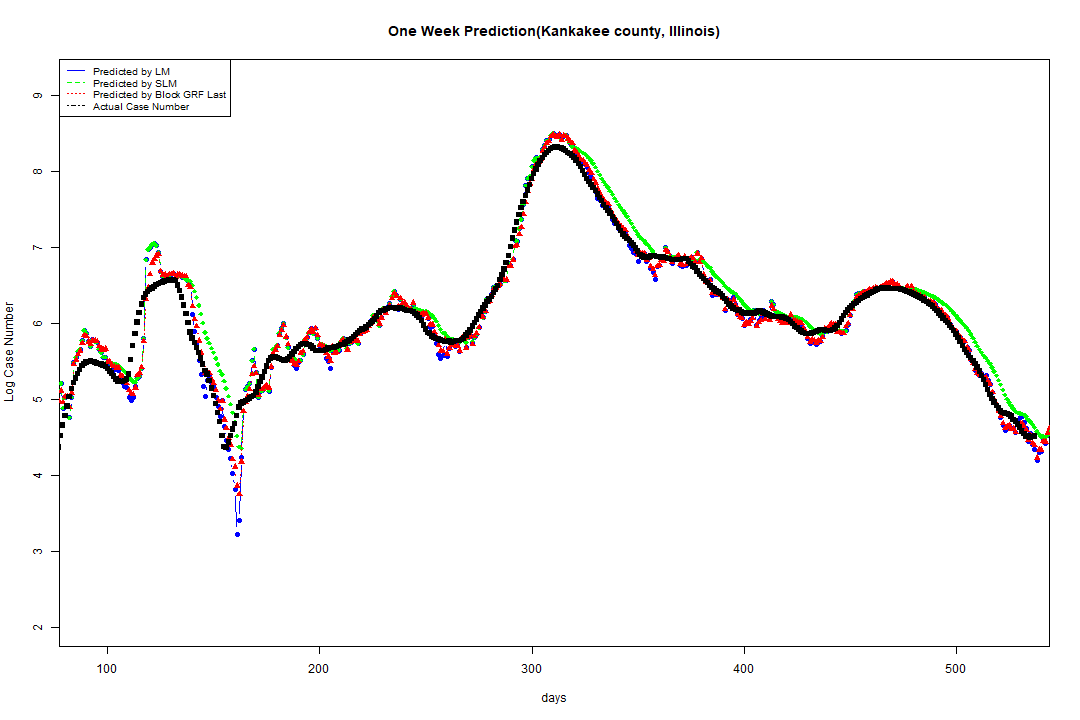 One Week Prediction(Kankakee county, Illinois)
Predicted by LM
Predicted by SLM
Predicted by Block GRF Last
Actual Case Number
9
8
7
6
5
4
3
2
Log Case Number
100 200 300 400 500
days